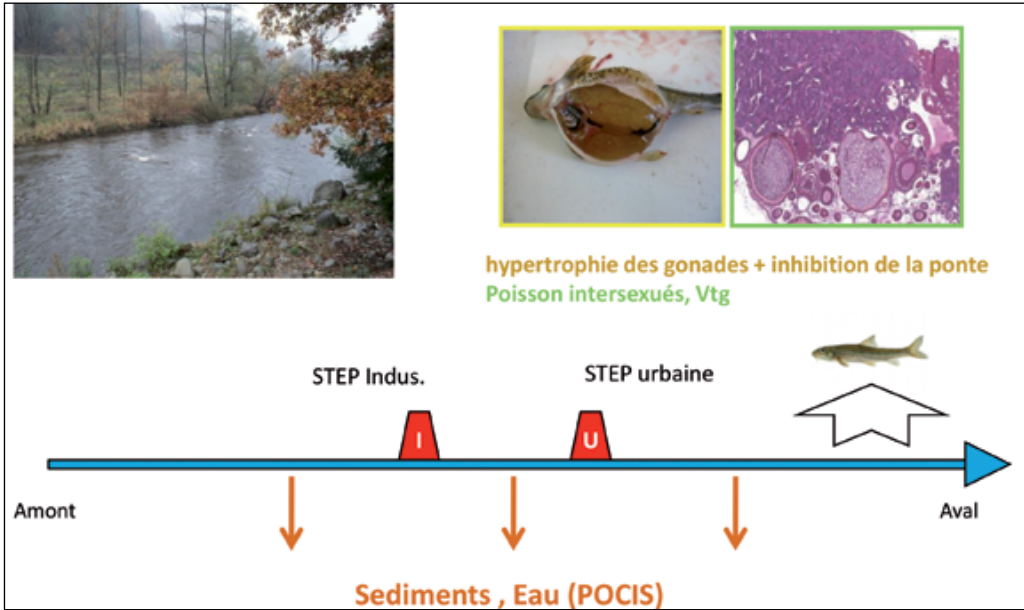 hypertrophie des gonades + inhibition de la ponte
Poisson intersexués, Vtg
STEP Indus.
STEP urbaine
I
U
Amont
Aval
Sediments , Eau (POCIS)